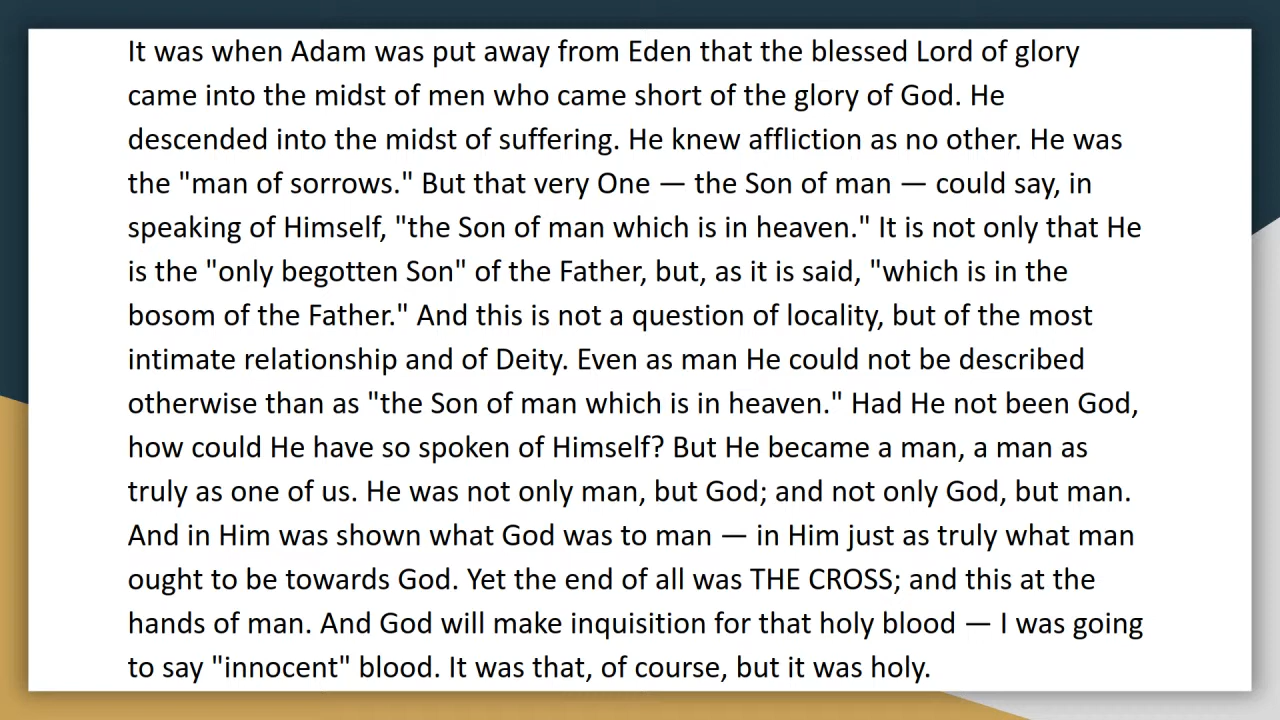 It was when Adam was put away from Eden that the blessed Lord of glory
came into the midst of men who came short of the glory of God. He
descended into the midst of suffering. He knew affliction as no other. He was
the "man of sorrows." But that very One — the Son of man — could say, in
speaking of Himself, "the Son of man which is in heaven." It is not only that He
is the "only begotten Son" of the Father, but, as it is said, "which is in the
bosom of the Father." And this is not a question of locality, but of the most
intimate relationship and of Deity. Even as man He could not be described
otherwise than as "the Son of man which is in heaven." Had He not been God,
how could He have so spoken of Himself? But He became a man, a man as
truly as one of us. He was not only man, but God; and not only God, but man.
And in Him was shown what God was to man — in Him just as truly what man
ought to be towards God. Yet the end of all was THE CROSS; and this at the
hands of man. And God will make inquisition for that holy blood — I was going
to say "innocent" blood. It was that, of course, but it was holy.